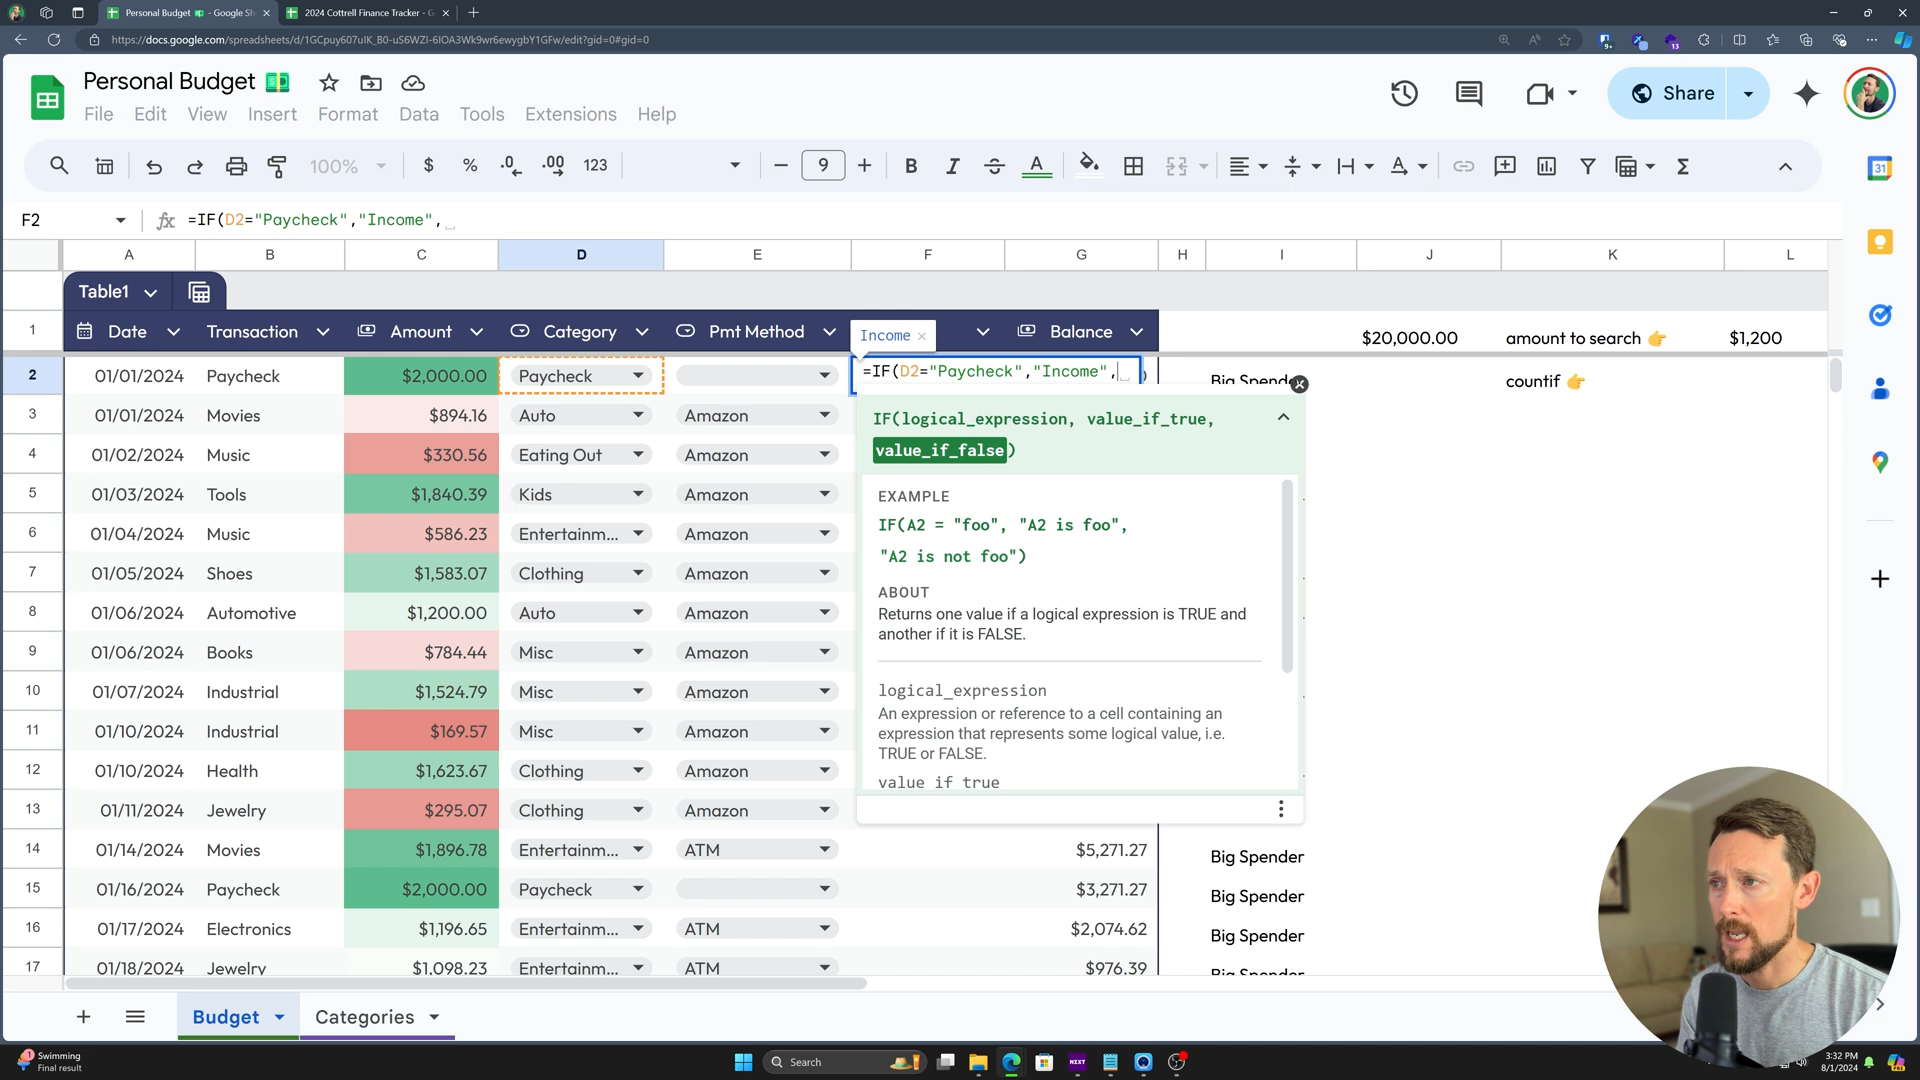 Personal Budget - Google Sh
2024 Cottrell Finance Tracker - G
https://docs.google.com/spreadsheets/d/1GCpuy607uIK_B0-uS6WZI-6IOA3Wk9wr6ewygbY1GFw/edit?gid=0#gid=0
Personal Budget
File Edit View Insert Format Data Tools Extensions Help
Share
100% $ % .0 .00 123 9 B I A Σ
F2 fx =IF(D2="Paycheck","Income",
A B C D E F G H I J K L
Table1
1 Date Transaction Amount Category Pmt Method Income × Balance $20,000.00 amount to search $1,200
2 01/01/2024 Paycheck $2,000.00 Paycheck =IF(D2="Paycheck","Income", Big Spender countif
3 01/01/2024 Movies $894.16 Auto Amazon
4 01/02/2024 Music $330.56 Eating Out Amazon
5 01/03/2024 Tools $1,840.39 Kids Amazon
6 01/04/2024 Music $586.23 Entertainm... Amazon
7 01/05/2024 Shoes $1,583.07 Clothing Amazon
8 01/06/2024 Automotive $1,200.00 Auto Amazon
9 01/06/2024 Books $784.44 Misc Amazon
10 01/07/2024 Industrial $1,524.79 Misc Amazon
11 01/10/2024 Industrial $169.57 Misc Amazon
12 01/10/2024 Health $1,623.67 Clothing Amazon
13 01/11/2024 Jewelry $295.07 Clothing Amazon
14 01/14/2024 Movies $1,896.78 Entertainm... ATM $5,271.27 Big Spender
15 01/16/2024 Paycheck $2,000.00 Paycheck $3,271.27 Big Spender
16 01/17/2024 Electronics $1,196.65 Entertainm... ATM $2,074.62 Big Spender
17 01/18/2024 Jewelry $1,098.23 Entertainm... ATM $976.39 Big Spender
IF(logical_expression, value_if_true,
value_if_false)
EXAMPLE
IF(A2 = "foo", "A2 is foo",
"A2 is not foo")
ABOUT
Returns one value if a logical expression is TRUE and
another if it is FALSE.
logical_expression
An expression or reference to a cell containing an
expression that represents some logical value, i.e.
TRUE or FALSE.
value if true
31
Budget
Categories
1
Swimming
Final result
Search
NEXT
3:32 PM
8/1/2024